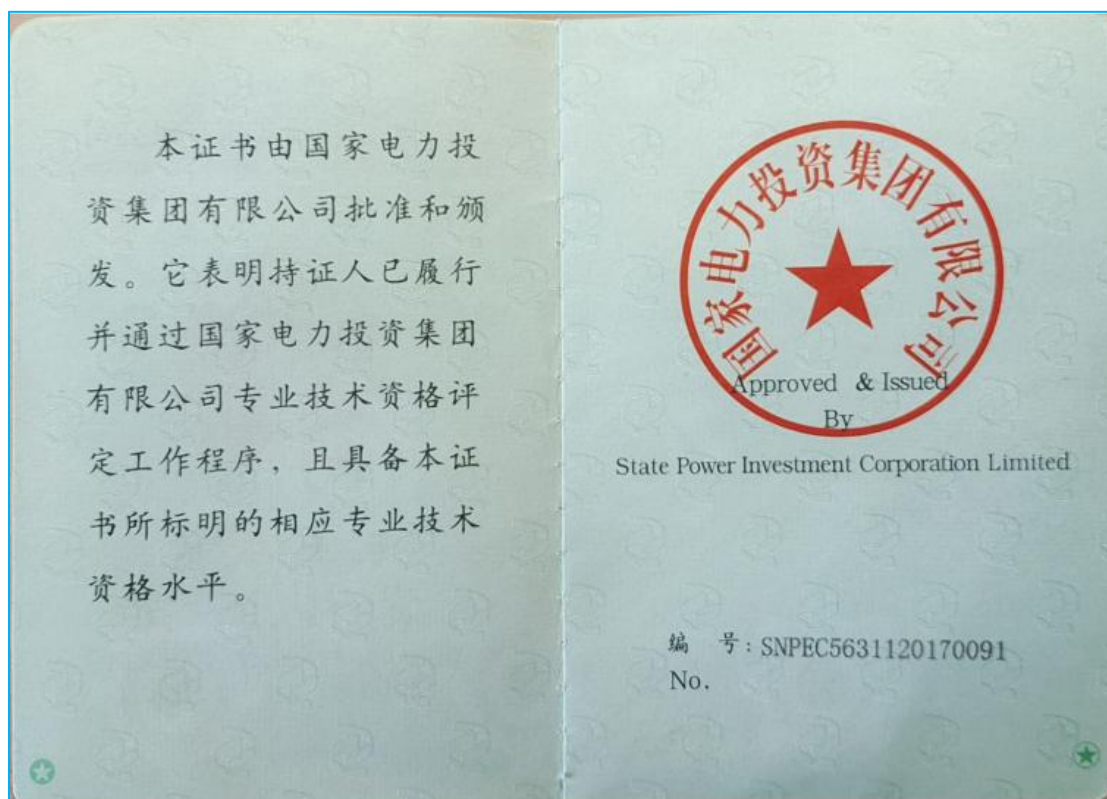 本证书由国家电力投
资集团有限公司批准和颁
发。它表明持证人已履行
并通过国家电力投资集团
有限公司专业技术资格评
定工作程序，且具备本证
书所标明的相应专业技术
资格水平。
国家电力投资集团有限公司
Approved & Issued
By
State Power Investment Corporation Limited
编 号：SNPEC5631120170091
No.